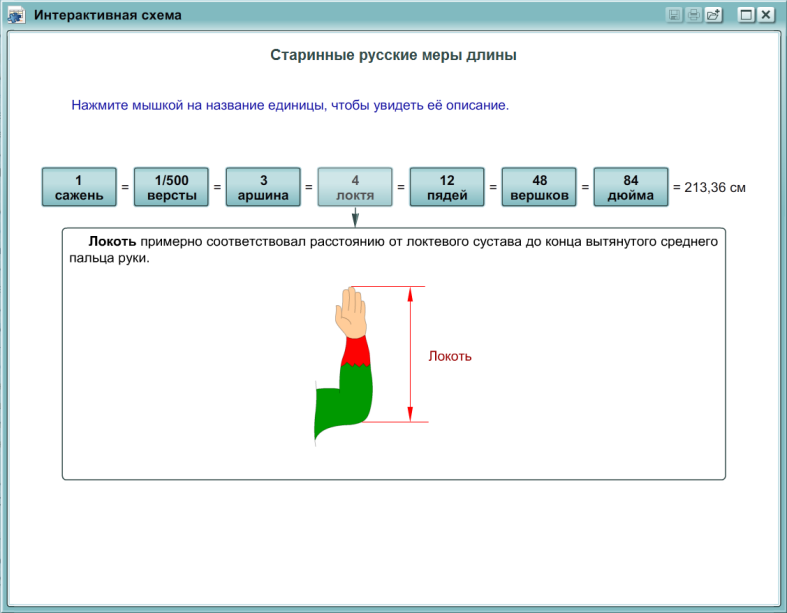 Интерактивная схема
Старинные русские меры длины
Нажмите мышкой на название единицы, чтобы увидеть её описание.
1 сажень = 1/500 версты = 3 аршина = 4 локтя = 12 пядей = 48 вершков = 84 дюйма = 213,36 см
Локоть примерно соответствовал расстоянию от локтевого сустава до конца вытянутого среднего
пальца руки.
Локоть